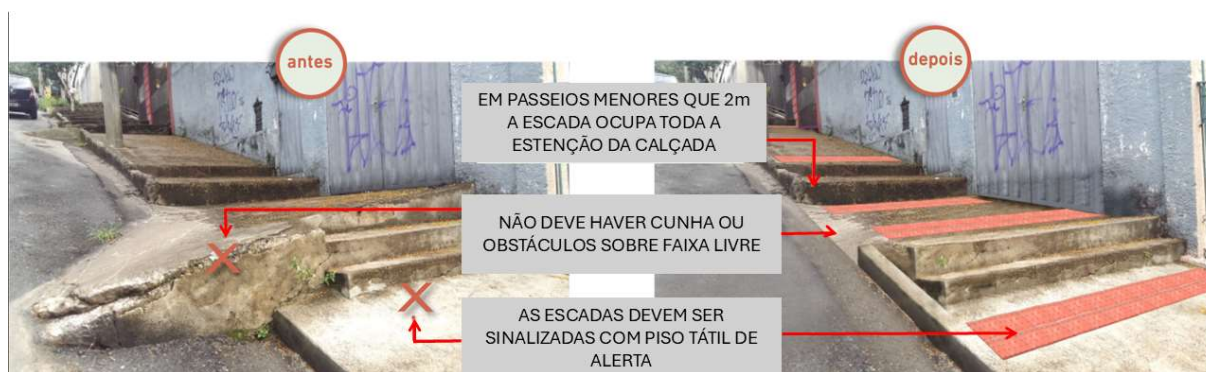 antes
depois
EM PASSEIOS MENORES QUE 2m
A ESCADA OCUPA TODA A
ESTENÇÃO DA CALÇADA
NÃO DEVE HAVER CUNHA OU
OBSTÁCULOS SOBRE FAIXA LIVRE
AS ESCADAS DEVEM SER
SINALIZADAS COM PISO TÁTIL DE
ALERTA